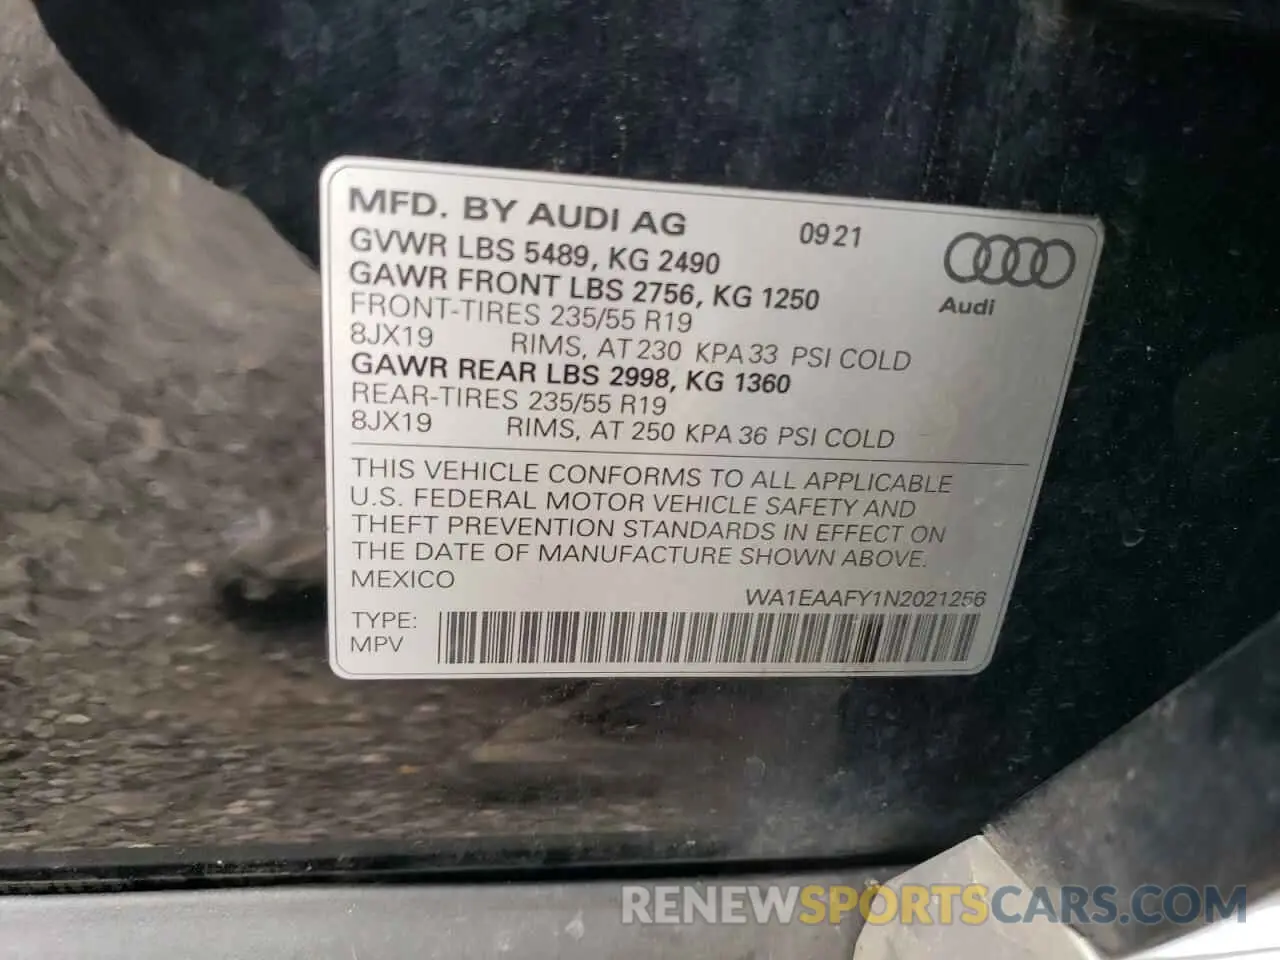 MFD. BY AUDI AG 09 21
GVWR LBS 5489, KG 2490
GAWR FRONT LBS 2756, KG 1250
Audi
FRONT-TIRES 235/55 R19
8JX19 RIMS, AT 230 KPA 33 PSI COLD
GAWR REAR LBS 2998, KG 1360
REAR-TIRES 235/55 R19
8JX19 RIMS, AT 250 KPA 36 PSI COLD
THIS VEHICLE CONFORMS TO ALL APPLICABLE
U.S. FEDERAL MOTOR VEHICLE SAFETY AND
THEFT PREVENTION STANDARDS IN EFFECT ON
THE DATE OF MANUFACTURE SHOWN ABOVE.
MEXICO
WA1EAAFY1N2021256
TYPE:
MPV
RENEWSPORTSCARS.COM